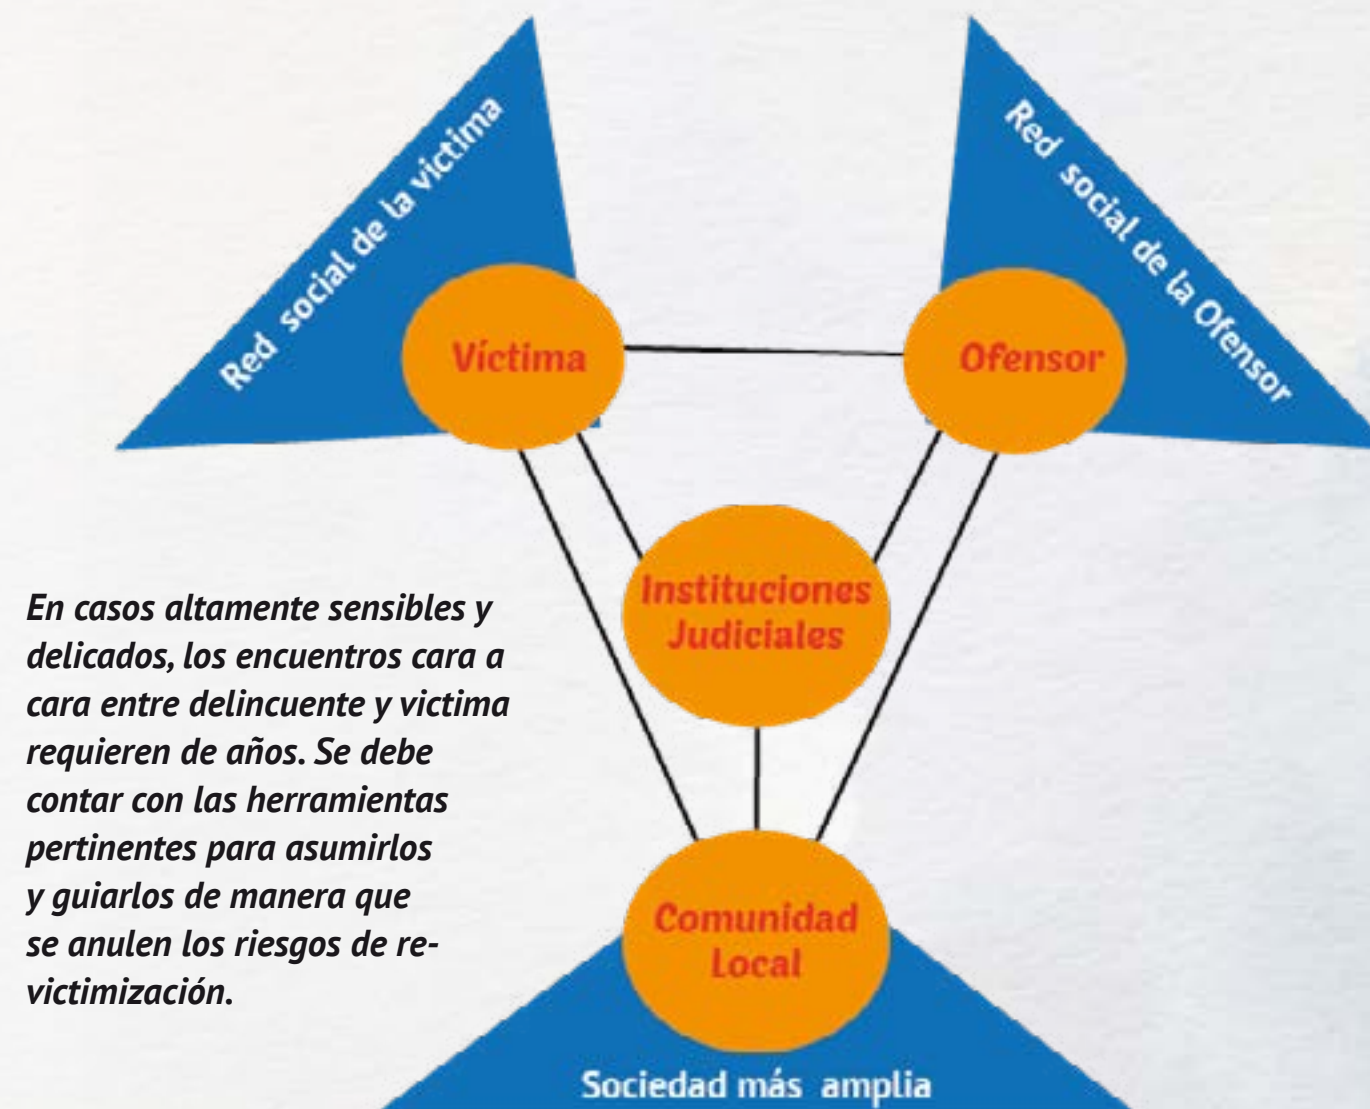 Red social de la victima
Red social de la Ofensor
Víctima
Ofensor
Instituciones
Judiciales
En casos altamente sensibles y
delicados, los encuentros cara a
cara entre delincuente y victima
requieren de años. Se debe
contar con las herramientas
pertinentes para asumirlos
y guiarlos de manera que
se anulen los riesgos de re-
victimización.
Comunidad
Local
Sociedad más amplia